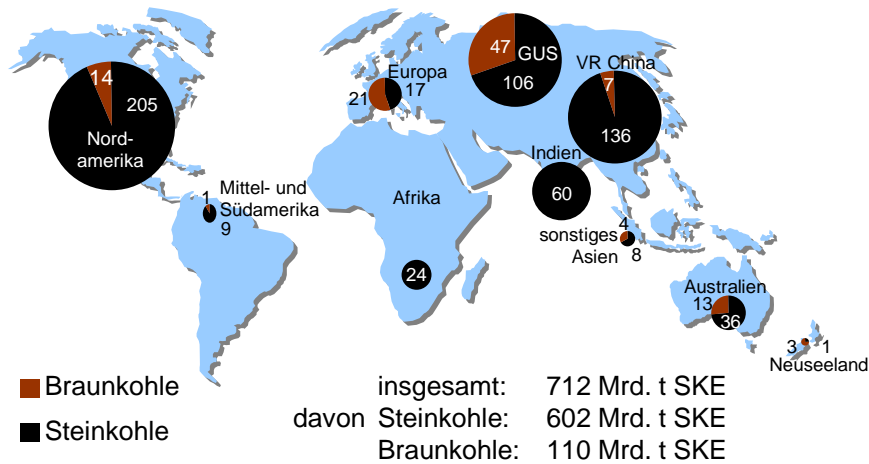 14
205
Nord-
amerika
1
Mittel- und
Südamerika
9
Europa
21
17
47
GUS
106
VR China
7
136
Indien
60
Afrika
24
4
sonstiges
Asien
8
Australien
13
36
3
1
Neuseeland
Braunkohle
Steinkohle
insgesamt: 712 Mrd. t SKE
davon Steinkohle: 602 Mrd. t SKE
Braunkohle: 110 Mrd. t SKE